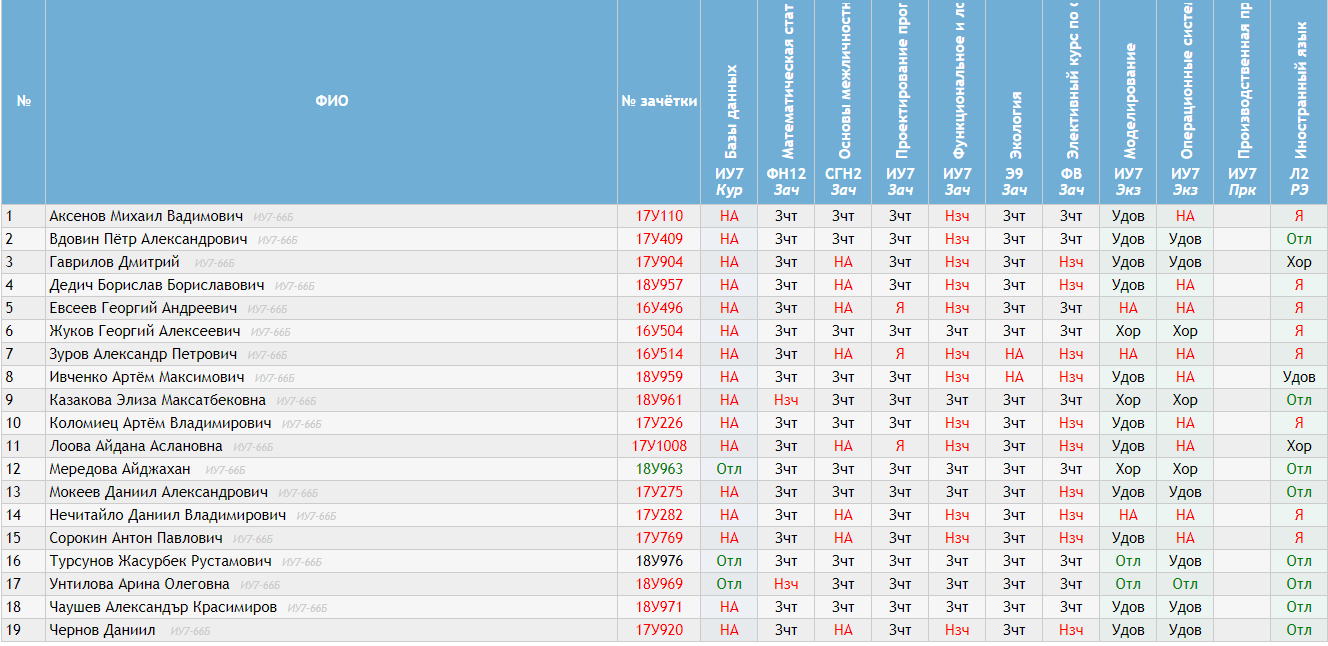 № ФИО № зачётки Базы данных Математическая стат Основы Проектирование Функциональное и Экология Элективный курс по Моделирование Операционные Производственная Иностранный язык
ИУ7 ФН12 СГН2 ИУ7 ИУ7 Э9 ФВ ИУ7 ИУ7 ИУ7 Л2
Кур Зач Зач Зач Зач Зач Зач Экз Экз Прк РЭ
1 Аксенов Михаил Вадимович ИУ7-66Б 17У110 НА Зчт Зчт Зчт Нзч Зчт Зчт Удов НА Я
2 Вдовин Пётр Александрович ИУ7-66Б 17У409 НА Зчт Зчт Зчт Нзч Зчт Зчт Удов Удов Отл
3 Гаврилов Дмитрий ИУ7-66Б 17У904 НА Зчт НА Зчт Нзч Зчт Нзч Удов Удов Хор
4 Дедич Борислав Бориславович ИУ7-66Б 18У957 НА Зчт НА Зчт Нзч Зчт Нзч Удов НА Я
5 Евсеев Георгий Андреевич ИУ7-66Б 16У496 НА Зчт НА Я Нзч Зчт Зчт НА НА Я
6 Жуков Георгий Алексеевич ИУ7-66Б 16У504 НА Зчт Зчт Зчт Зчт Зчт Зчт Хор Хор Я
7 Зуров Александр Петрович ИУ7-66Б 16У514 НА Зчт НА Я Нзч НА Нзч НА НА Я
8 Ивченко Артём Максимович ИУ7-66Б 18У959 НА Зчт Зчт Зчт Нзч НА Нзч Удов НА Удов
9 Казакова Элиза Максатбековна ИУ7-66Б 18У961 НА Нзч Зчт Зчт Зчт Зчт Зчт Хор Хор Отл
10 Коломиец Артём Владимирович ИУ7-66Б 17У226 НА Зчт Зчт Зчт Нзч Зчт Нзч Удов НА Я
11 Лоова Айдана Аслановна ИУ7-66Б 17У1008 НА Зчт НА Я Нзч Зчт Нзч Удов НА Хор
12 Мередова Айджахан ИУ7-66Б 18У963 Отл Зчт Зчт Зчт Зчт Зчт Зчт Хор Хор Отл
13 Мокеев Даниил Александрович ИУ7-66Б 17У275 НА Зчт Зчт Зчт Зчт Зчт Нзч Удов Удов Отл
14 Нечитайло Даниил Владимирович ИУ7-66Б 17У282 НА Зчт НА Зчт Нзч Зчт Нзч НА НА Я
15 Сорокин Антон Павлович ИУ7-66Б 17У769 НА Зчт НА Зчт Нзч Зчт Нзч Удов НА Я
16 Турсунов Жасурбек Рустамович ИУ7-66Б 18У976 Отл Зчт Зчт Зчт Зчт Зчт Зчт Отл Удов Отл
17 Унтилова Арина Олеговна ИУ7-66Б 18У969 Отл Нзч Зчт Зчт Зчт Зчт Зчт Отл Отл Отл
18 Чаушев Александър Красимиров ИУ7-66Б 18У971 НА Зчт Зчт Зчт Зчт Зчт Зчт Удов Удов Отл
19 Чернов Даниил ИУ7-66Б 17У920 НА Зчт НА Зчт Нзч Зчт Нзч Удов Удов Отл